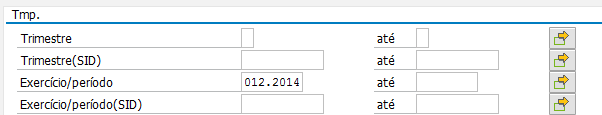 Tmp.
Trimestre até
Trimestre(SID) até
Exercício/período 012.2014 até
Exercício/período(SID) até